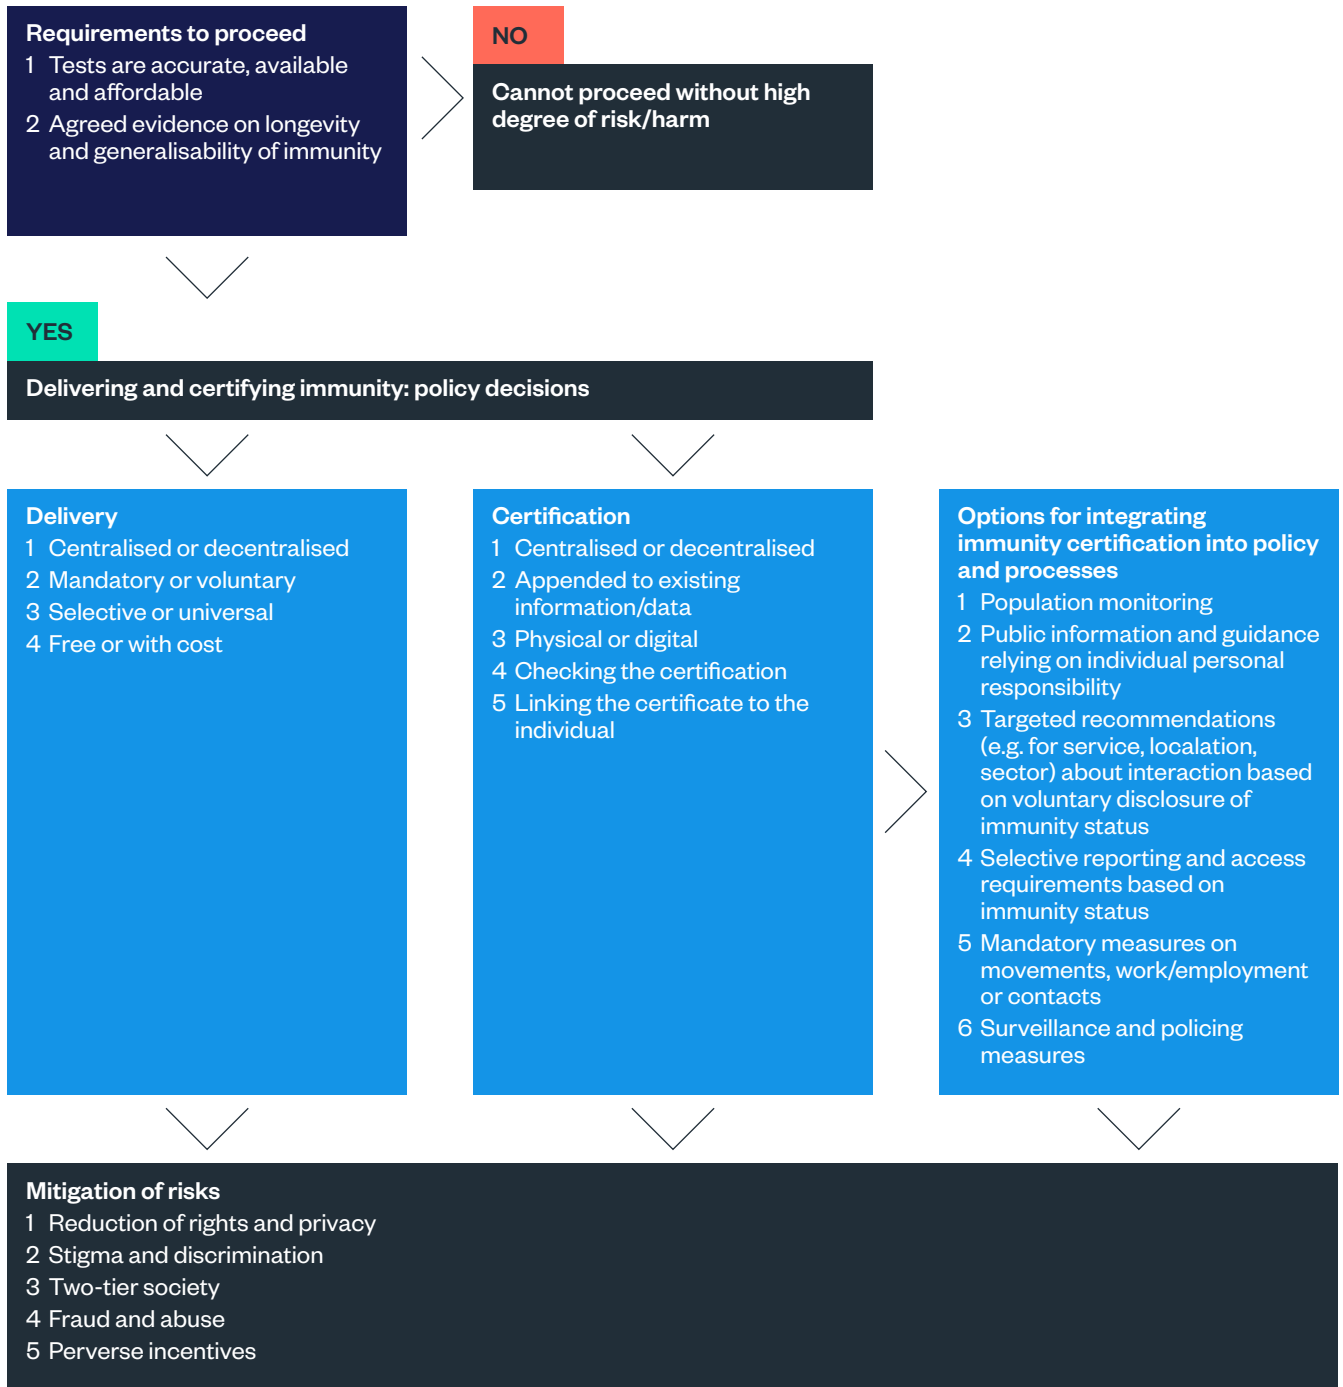 Requirements to proceed
1 Tests are accurate, available
and affordable
2 Agreed evidence on longevity
and generalisability of immunity
NO
Cannot proceed without high
degree of risk/harm
YES
Delivering and certifying immunity: policy decisions
Delivery
1 Centralised or decentralised
2 Mandatory or voluntary
3 Selective or universal
4 Free or with cost
Certification
1 Centralised or decentralised
2 Appended to existing
information/data
3 Physical or digital
4 Checking the certification
5 Linking the certificate to the
individual
Options for integrating
immunity certification into policy
and processes
1 Population monitoring
2 Public information and guidance
relying on individual personal
responsibility
3 Targeted recommendations
(e.g. for service, localation,
sector) about interaction based
on voluntary disclosure of
immunity status
4 Selective reporting and access
requirements based on
immunity status
5 Mandatory measures on
movements, work/employment
or contacts
6 Surveillance and policing
measures
Mitigation of risks
1 Reduction of rights and privacy
2 Stigma and discrimination
3 Two-tier society
4 Fraud and abuse
5 Perverse incentives